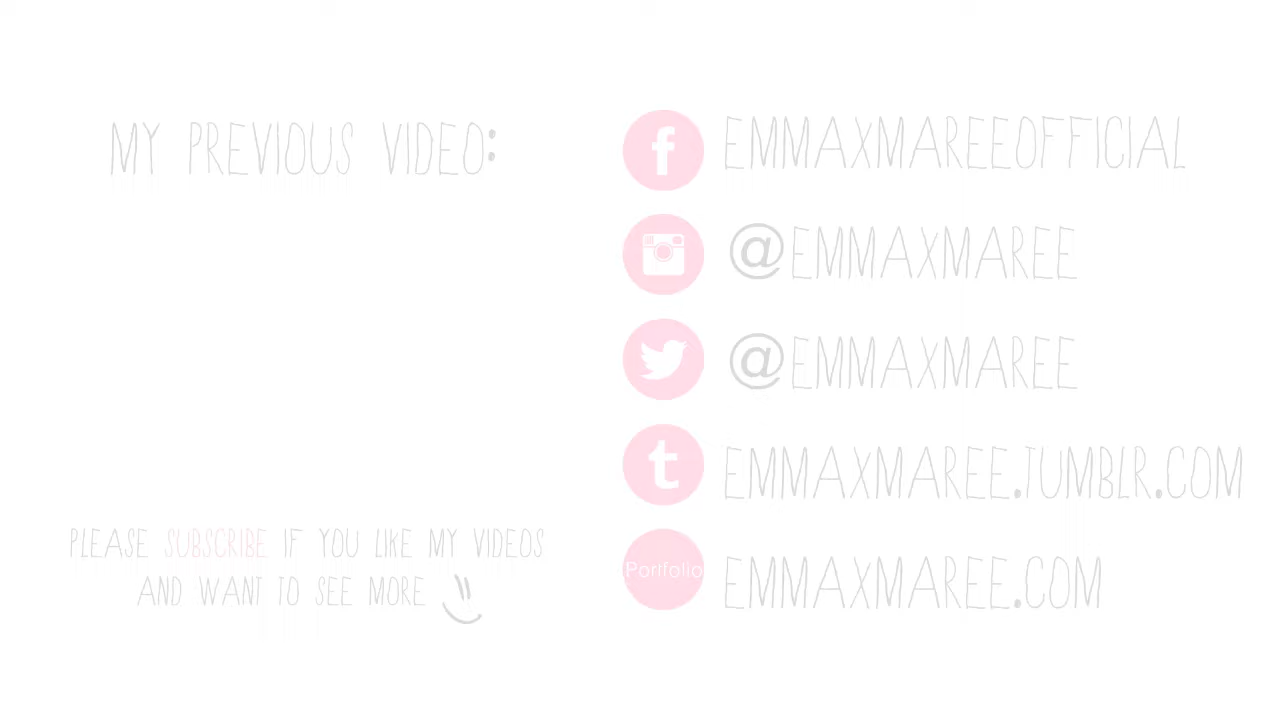 MY PREVIOUS VIDEO:
PLEASE SUBSCRIBE IF YOU LIKE MY VIDEOS
AND WANT TO SEE MORE
f EMMAXMAREEOFFICIAL
@EMMAXMAREE
@EMMAXMAREE
t EMMAXMAREE.TUMBLR.COM
Portfolio EMMAXMAREE.COM